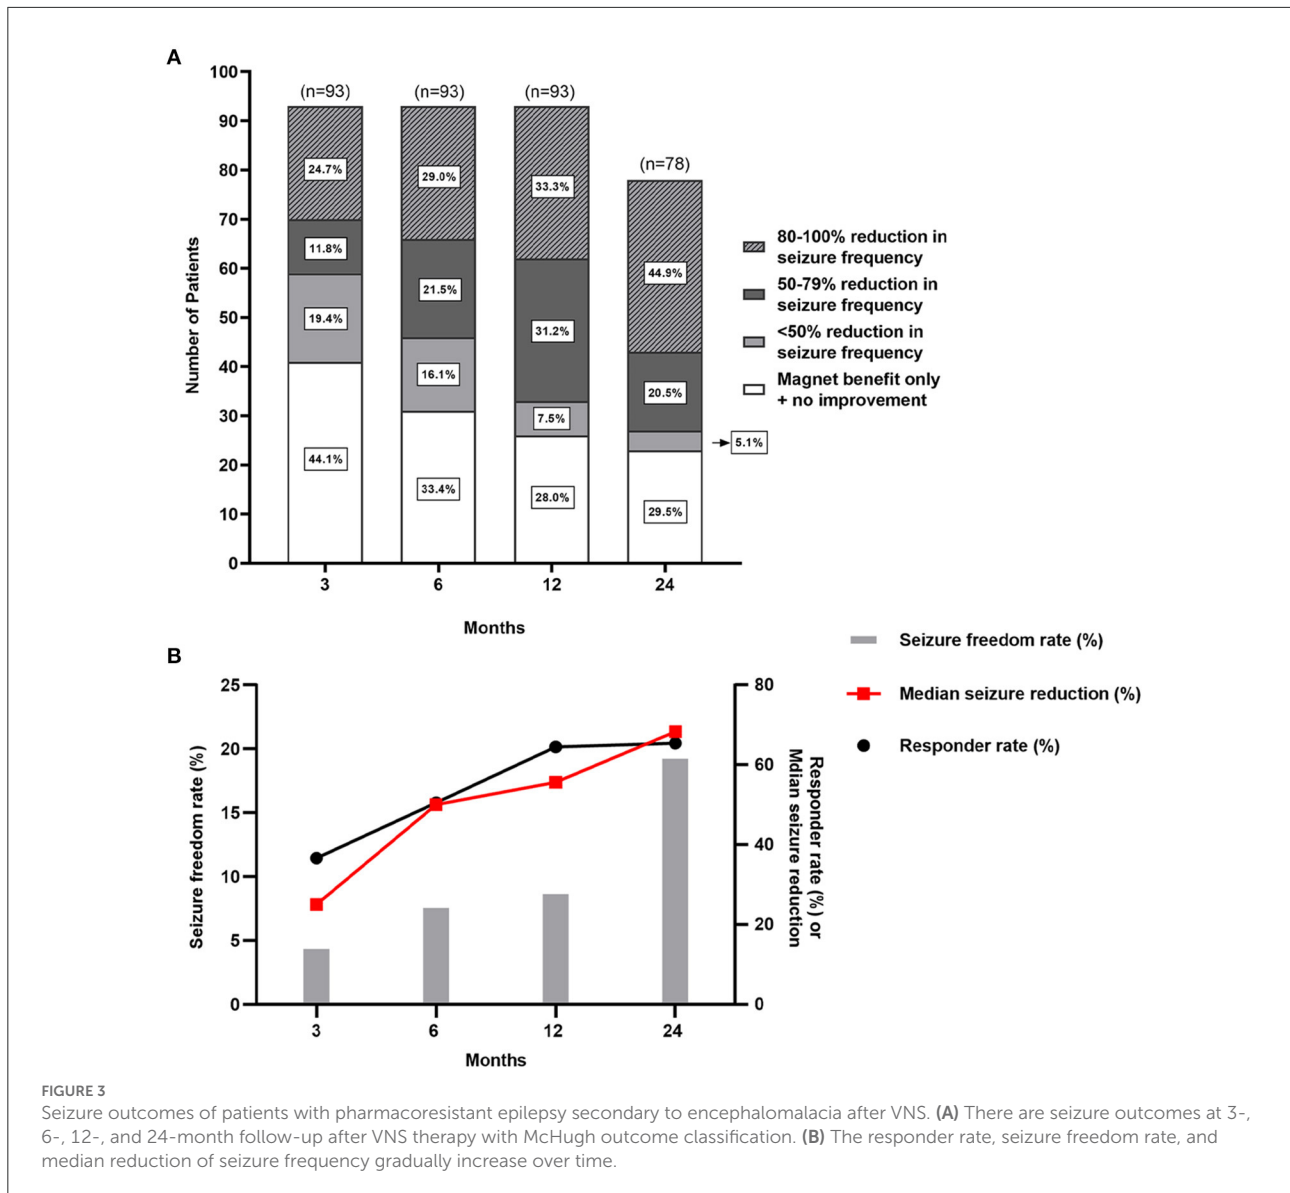 A
(n=93)
(n=93)
(n=93)
(n=78)
100
90
80
70
60
50
40
30
20
10
0
Number of Patients
24.7%
11.8%
19.4%
44.1%
29.0%
21.5%
16.1%
33.4%
33.3%
31.2%
7.5%
28.0%
44.9%
20.5%
5.1%
29.5%
3
6
12
24
Months
80-100% reduction in
seizure frequency
50-79% reduction in
seizure frequency
<50% reduction in
seizure frequency
Magnet benefit only
+ no improvement
B
25
20
15
10
5
0
Seizure freedom rate (%)
80
60
40
20
0
Responder rate (%) or
Mdian seizure reduction
3
6
12
24
Months
Seizure freedom rate (%)
Median seizure reduction (%)
Responder rate (%)
FIGURE 3
Seizure outcomes of patients with pharmacoresistant epilepsy secondary to encephalomalacia after VNS. (A) There are seizure outcomes at 3-,
6-, 12-, and 24-month follow-up after VNS therapy with McHugh outcome classification. (B) The responder rate, seizure freedom rate, and
median reduction of seizure frequency gradually increase over time.